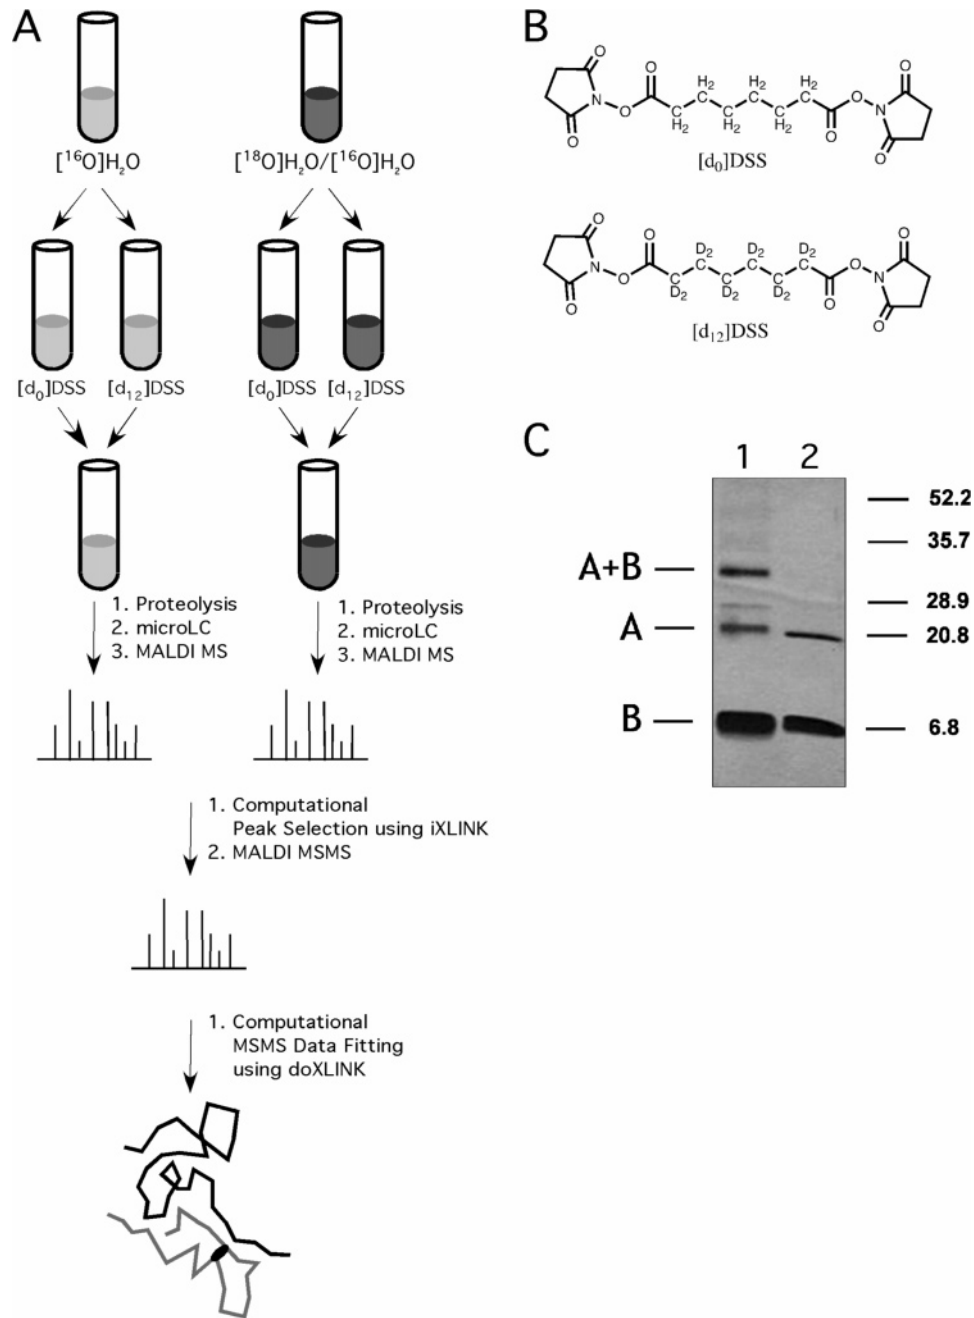 A
[¹⁶O]H₂O
[¹⁸O]H₂O/[¹⁶O]H₂O
[d₀]DSS
[d₁₂]DSS
[d₀]DSS
[d₁₂]DSS
1. Proteolysis
2. microLC
3. MALDI MS
1. Proteolysis
2. microLC
3. MALDI MS
1. Computational
Peak Selection using iXLINK
2. MALDI MSMS
1. Computational
MSMS Data Fitting
using doXLINK
B
O
O
N
O
O
H₂
H₂
H₂
H₂
H₂
H₂
O
O
N
O
O
[d₀]DSS
O
O
N
O
O
D₂
D₂
D₂
D₂
D₂
D₂
O
O
N
O
O
[d₁₂]DSS
C
1 2
A+B
A
B
52.2
35.7
28.9
20.8
6.8